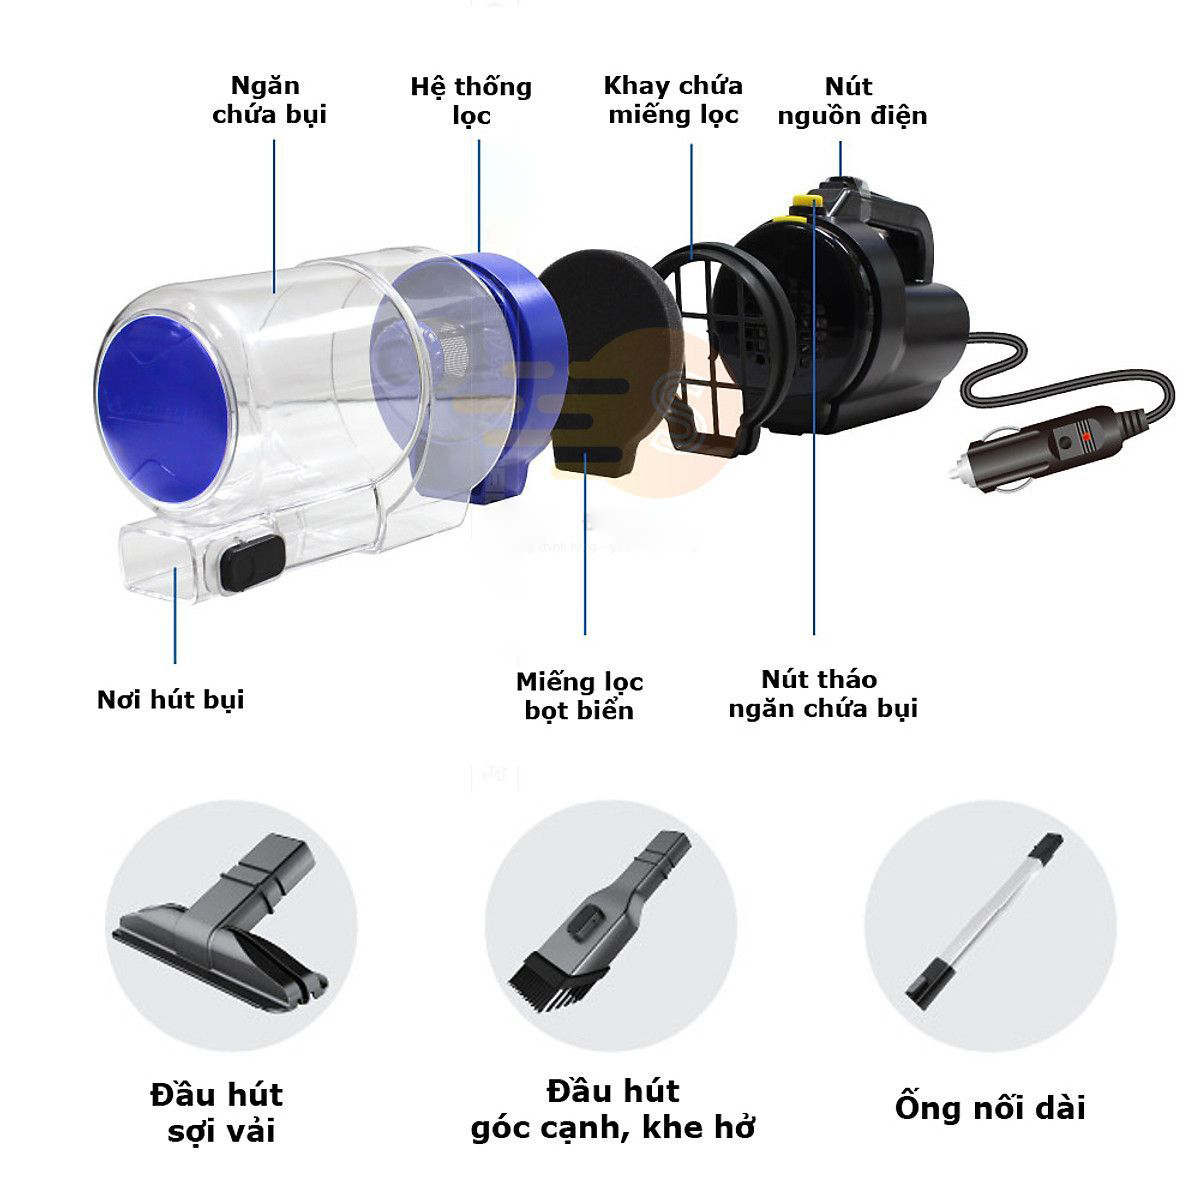 Ngăn
chứa bụi
Hệ thống
lọc
Khay chứa
miếng lọc
Nút
nguồn điện
Nơi hút bụi
Miếng lọc
bọt biển
Nút tháo
ngăn chứa bụi
Đầu hút
sợi vải
Đầu hút
góc cạnh, khe hở
Ống nối dài